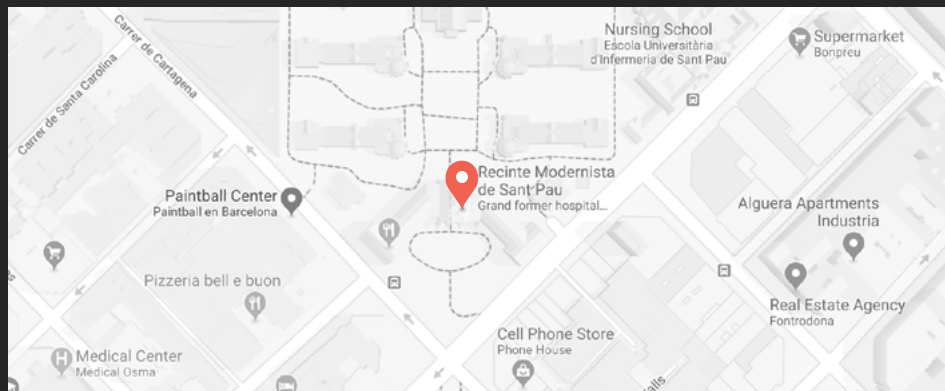 Carrer de Cartagena
Carrer de Santa Carolina
Nursing School
Escola Universitària
d'Infermeria de Sant Pau
Supermarket
Bonpreu
Recinte Modernista
de Sant Pau
Grand former hospital...
Paintball Center
Paintball en Barcelona
Alguera Apartments
Industria
Pizzeria bell e buon
Real Estate Agency
Fontrodona
Cell Phone Store
Phone House
H
Medical Center
Medical Osma